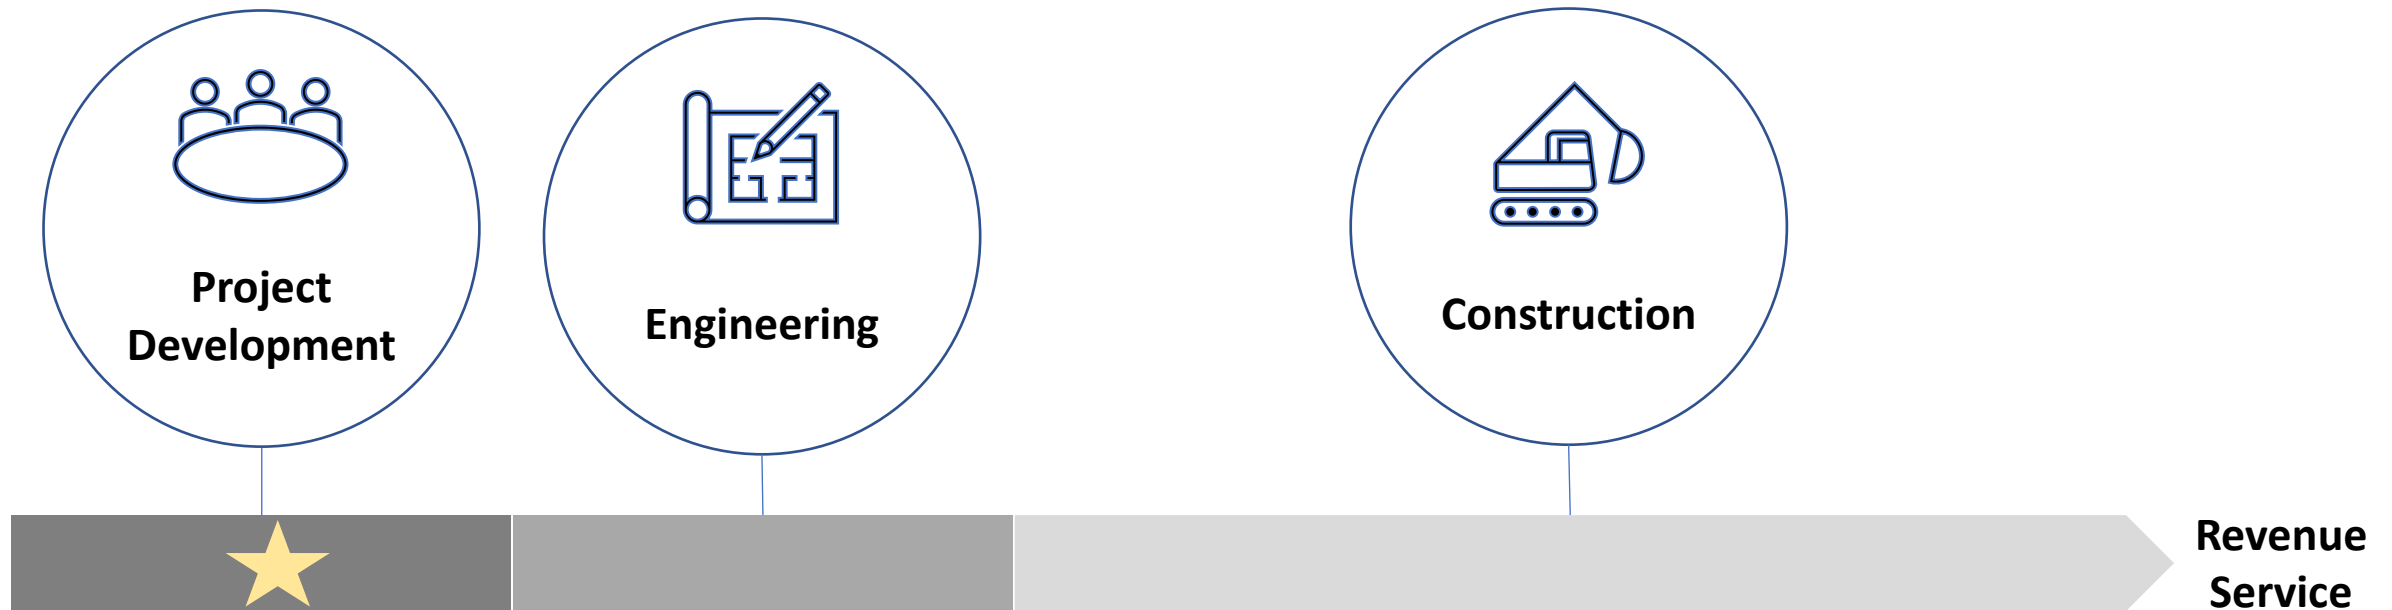 Project
Development
Engineering
Construction
Revenue
Service